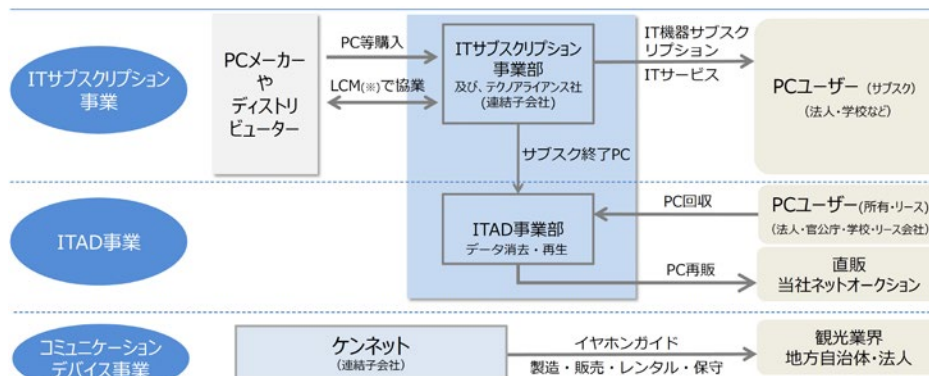 ITサブスクリプション
事業
PCメーカー
や
ディストリ
ビューター
PC等購入
LCM(※)で協業
ITサブスクリプション
事業部
及び、テクノアライアンス社
(連結子会社)
IT機器サブスク
リプション
ITサービス
PCユーザー (サブスク)
(法人・学校など)
サブスク終了PC
ITAD事業
ITAD事業部
データ消去・再生
PC回収
PCユーザー(所有・リース)
(法人・官公庁・学校・リース会社)
PC再販
直販
当社ネットオークション
コミュニケーション
デバイス事業
ケンネット
(連結子会社)
イヤホンガイド
製造・販売・レンタル・保守
観光業界
地方自治体・法人